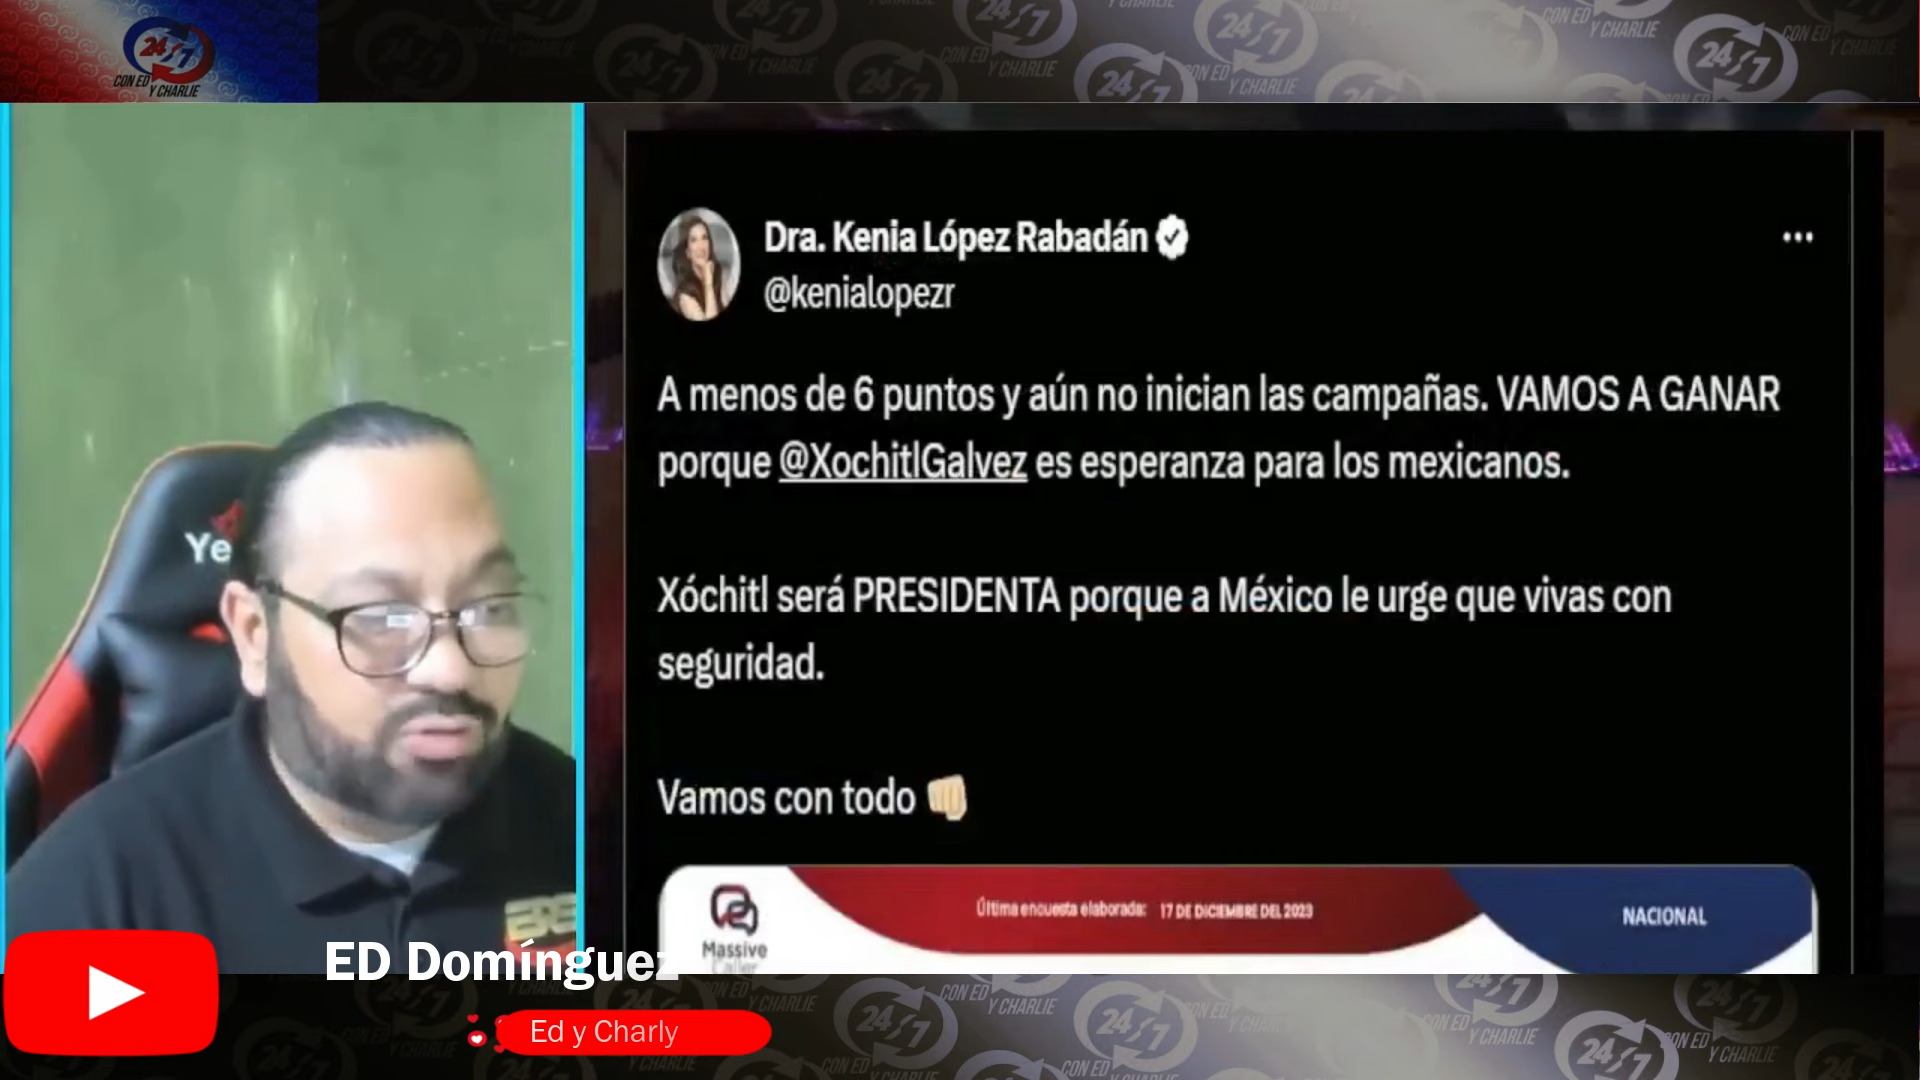 24/7
CON ED
Y CHARLIE
Dra. Kenia López Rabadán
@kenialopezr
A menos de 6 puntos y aún no inician las campañas. VAMOS A GANAR
porque @XochitlGalvez es esperanza para los mexicanos.
Xóchitl será PRESIDENTA porque a México le urge que vivas con
seguridad.
Vamos con todo 👊🏼
Última encuesta elaborada: 17 DE DICIEMBRE DEL 2023
NACIONAL
Massive
Caller
Ye
ED Domínguez
Ed y Charly